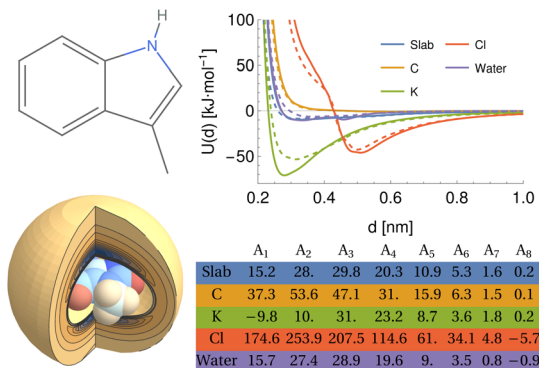 H
N
100
50
0
−50
U(d) [kJ·mol⁻¹]
Slab
C
K
Cl
Water
0.2 0.4 0.6 0.8 1.0
d [nm]
A₁ A₂ A₃ A₄ A₅ A₆ A₇ A₈
Slab 15.2 28. 29.8 20.3 10.9 5.3 1.6 0.2
C 37.3 53.6 47.1 31. 15.9 6.3 1.5 0.1
K −9.8 10. 31. 23.2 8.7 3.6 1.8 0.2
Cl 174.6 253.9 207.5 114.6 61. 34.1 4.8 −5.7
Water 15.7 27.4 28.9 19.6 9. 3.5 0.8 −0.9